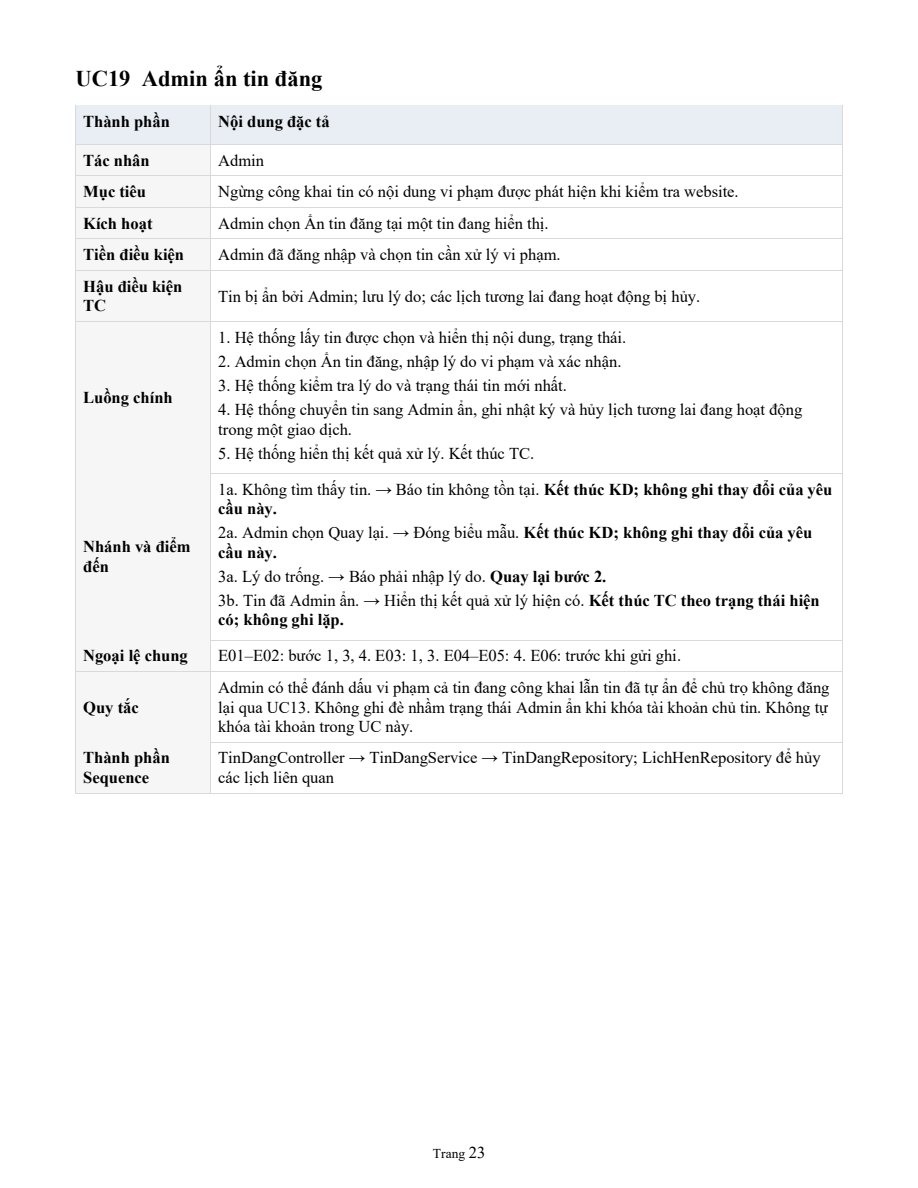 UC19 Admin ẩn tin đăng
Thành phần
Nội dung đặc tả
Tác nhân
Admin
Mục tiêu
Ngừng công khai tin có nội dung vi phạm được phát hiện khi kiểm tra website.
Kích hoạt
Admin chọn Ẩn tin đăng tại một tin đang hiển thị.
Tiền điều kiện
Admin đã đăng nhập và chọn tin cần xử lý vi phạm.
Hậu điều kiện
TC
Tin bị ẩn bởi Admin; lưu lý do; các lịch tương lai đang hoạt động bị hủy.
Luồng chính
1. Hệ thống lấy tin được chọn và hiển thị nội dung, trạng thái.
2. Admin chọn Ẩn tin đăng, nhập lý do vi phạm và xác nhận.
3. Hệ thống kiểm tra lý do và trạng thái tin mới nhất.
4. Hệ thống chuyển tin sang Admin ẩn, ghi nhật ký và hủy lịch tương lai đang hoạt động
trong một giao dịch.
5. Hệ thống hiển thị kết quả xử lý. Kết thúc TC.
Nhánh và điểm
đến
1a. Không tìm thấy tin. → Báo tin không tồn tại. Kết thúc KD; không ghi thay đổi của yêu
cầu này.
2a. Admin chọn Quay lại. → Đóng biểu mẫu. Kết thúc KD; không ghi thay đổi của yêu
cầu này.
3a. Lý do trống. → Báo phải nhập lý do. Quay lại bước 2.
3b. Tin đã Admin ẩn. → Hiển thị kết quả xử lý hiện có. Kết thúc TC theo trạng thái hiện
có; không ghi lặp.
Ngoại lệ chung
E01–E02: bước 1, 3, 4. E03: 1, 3. E04–E05: 4. E06: trước khi gửi ghi.
Quy tắc
Admin có thể đánh dấu vi phạm cả tin đang công khai lẫn tin đã tự ẩn để chủ trọ không đăng
lại qua UC13. Không ghi đè nhầm trạng thái Admin ẩn khi khóa tài khoản chủ tin. Không tự
khóa tài khoản trong UC này.
Thành phần
Sequence
TinDangController → TinDangService → TinDangRepository; LichHenRepository để hủy
các lịch liên quan
Trang 23